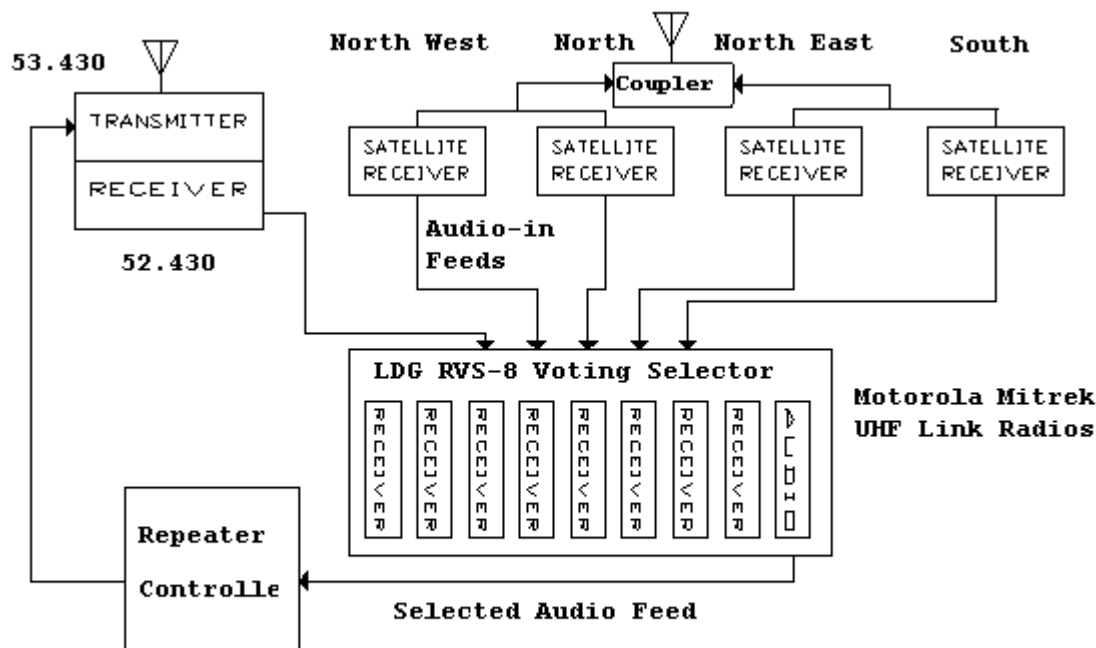 North West
North
North East
South
53.430
Coupler
TRANSMITTER
RECEIVER
52.430
SATELLITE
RECEIVER
SATELLITE
RECEIVER
SATELLITE
RECEIVER
SATELLITE
RECEIVER
Audio-in
Feeds
LDG RVS-8 Voting Selector
RECEIVER
RECEIVER
RECEIVER
RECEIVER
RECEIVER
RECEIVER
RECEIVER
RECEIVER
AUDIO
Motorola Mitrek
UHF Link Radios
Repeater
Controlle
Selected Audio Feed